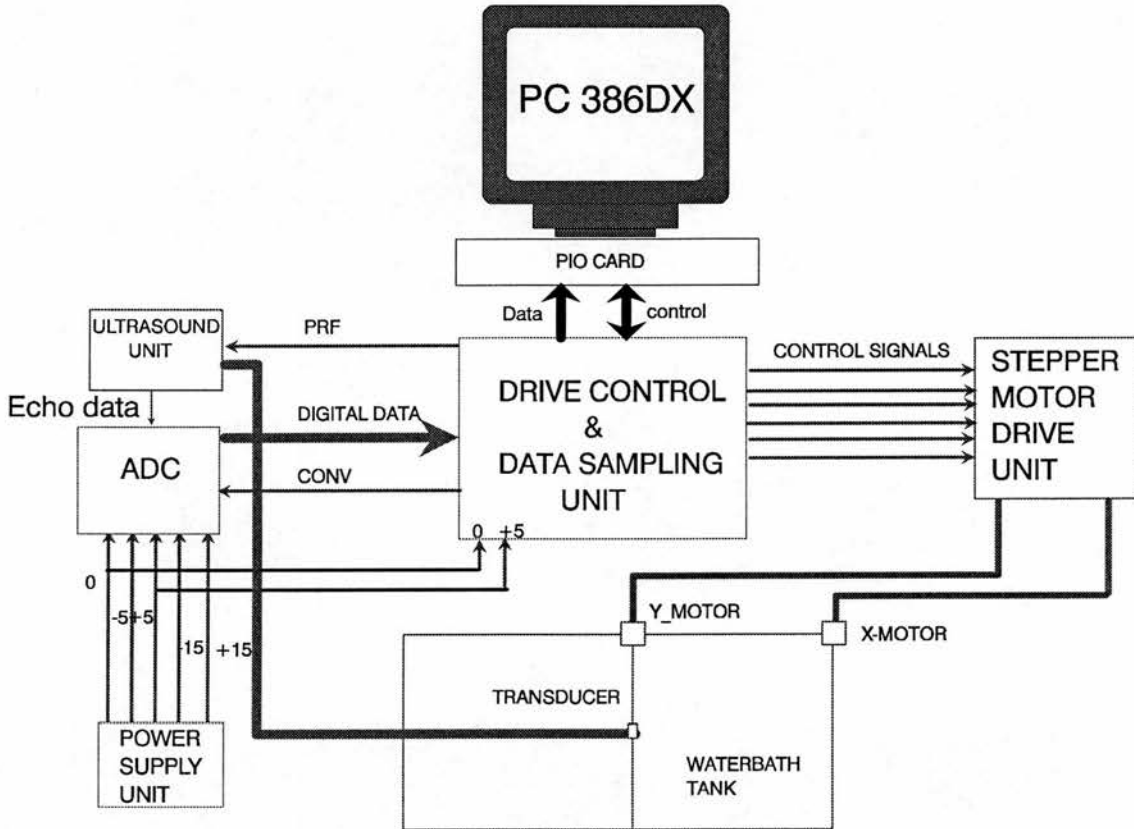 PC 386DX
PIO CARD
Data
control
ULTRASOUND
UNIT
PRF
Echo data
DIGITAL DATA
ADC
CONV
DRIVE CONTROL
&
DATA SAMPLING
UNIT
0
+5
CONTROL SIGNALS
STEPPER
MOTOR
DRIVE
UNIT
0
-5
+5
-15
+15
POWER
SUPPLY
UNIT
Y_MOTOR
X-MOTOR
TRANSDUCER
WATERBATH
TANK